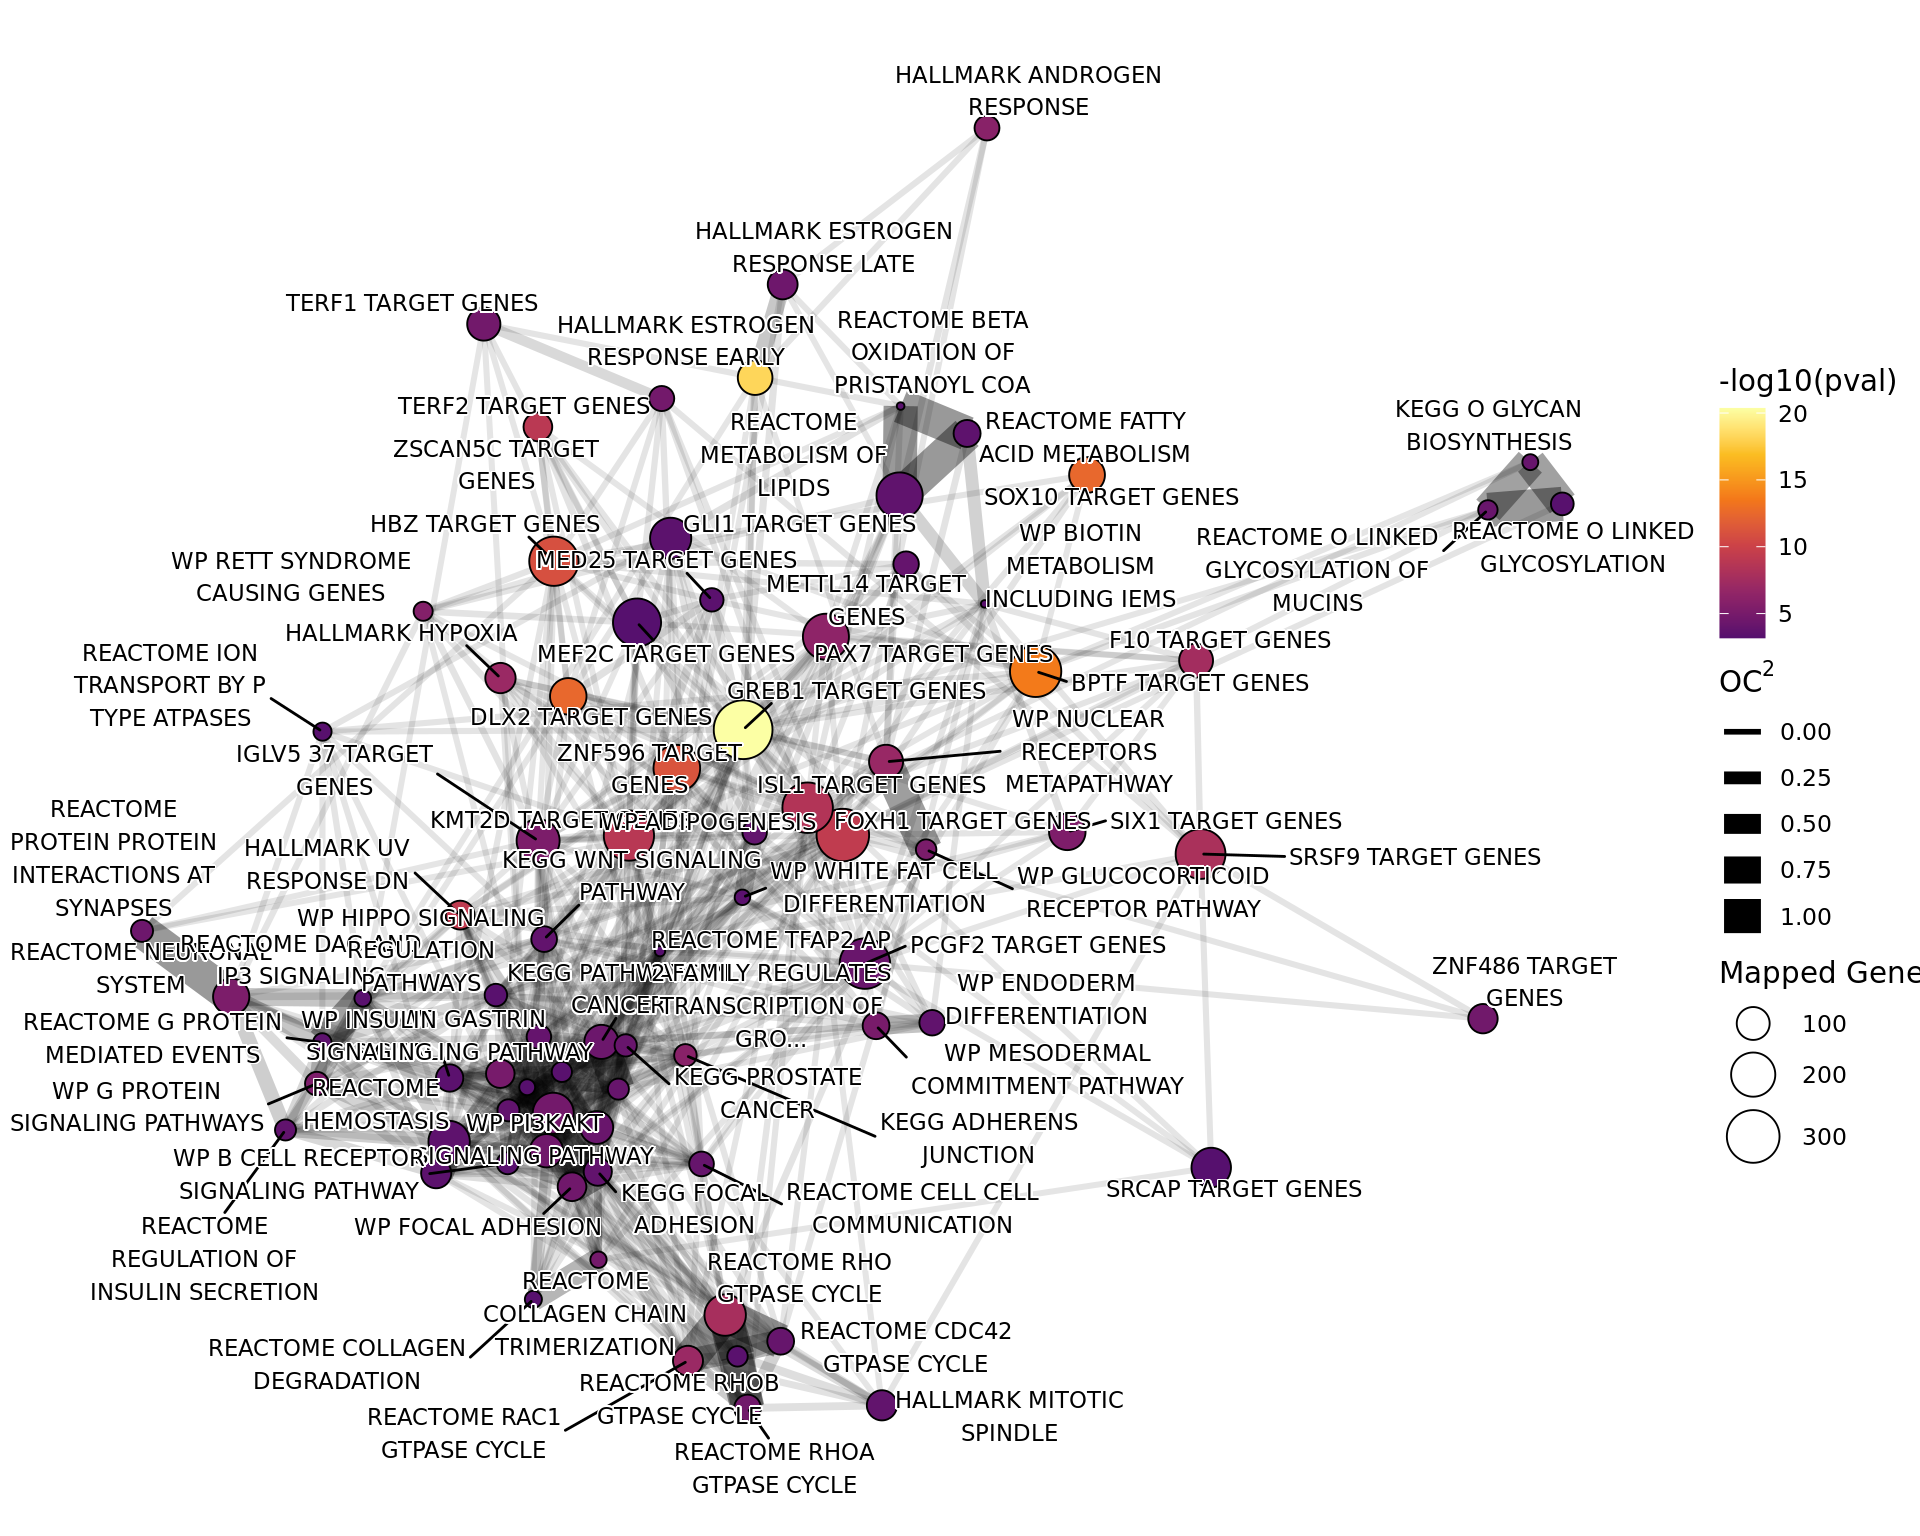 HALLMARK ANDROGEN
RESPONSE
HALLMARK ESTROGEN
RESPONSE LATE
TERF1 TARGET GENES
HALLMARK ESTROGEN
RESPONSE EARLY
REACTOME BETA
OXIDATION OF
PRISTANOYL COA
TERF2 TARGET GENES
ZSCAN5C TARGET
GENES
REACTOME
METABOLISM OF
LIPIDS
REACTOME FATTY
ACID METABOLISM
SOX10 TARGET GENES
KEGG O GLYCAN
BIOSYNTHESIS
REACTOME O LINKED
GLYCOSYLATION OF
MUCINS
REACTOME O LINKED
GLYCOSYLATION
HBZ TARGET GENES
GLI1 TARGET GENES
WP BIOTIN
METABOLISM
INCLUDING IEMS
WP RETT SYNDROME
CAUSING GENES
MED25 TARGET GENES
METTL14 TARGET
GENES
HALLMARK HYPOXIA
MEF2C TARGET GENES
PAX7 TARGET GENES
F10 TARGET GENES
BPTF TARGET GENES
REACTOME ION
TRANSPORT BY P
TYPE ATPASES
GREB1 TARGET GENES
DLX2 TARGET GENES
WP NUCLEAR
RECEPTORS
METAPATHWAY
IGLV5 37 TARGET
GENES
ZNF596 TARGET
GENES
ISL1 TARGET GENES
REACTOME
PROTEIN PROTEIN
INTERACTIONS AT
SYNAPSES
KMT2D TARGET GENES
WP ADIPOGENESIS
FOXH1 TARGET GENES
SIX1 TARGET GENES
HALLMARK UV
RESPONSE DN
KEGG WNT SIGNALING
PATHWAY
WP WHITE FAT CELL
DIFFERENTIATION
WP GLUCOCORTICOID
RECEPTOR PATHWAY
SRSF9 TARGET GENES
WP HIPPO SIGNALING
REGULATION
PATHWAYS
REACTOME NEURONAL
SYSTEM
REACTOME DAG AND
IP3 SIGNALING
REACTOME TFAP2 AP
2 FAMILY REGULATES
TRANSCRIPTION OF
GRO...
KEGG PATHWAYS IN
CANCER
PCGF2 TARGET GENES
WP ENDODERM
DIFFERENTIATION
ZNF486 TARGET
GENES
REACTOME G PROTEIN
MEDIATED EVENTS
WP INSULIN
SIGNALING
GASTRIN
SIGNALING PATHWAY
WP MESODERMAL
COMMITMENT PATHWAY
WP G PROTEIN
SIGNALING PATHWAYS
REACTOME
HEMOSTASIS
KEGG PROSTATE
CANCER
KEGG ADHERENS
JUNCTION
WP PI3KAKT
SIGNALING PATHWAY
WP B CELL RECEPTOR
SIGNALING PATHWAY
KEGG FOCAL
ADHESION
REACTOME CELL CELL
COMMUNICATION
SRCAP TARGET GENES
REACTOME
REGULATION OF
INSULIN SECRETION
WP FOCAL ADHESION
REACTOME RHO
GTPASE CYCLE
REACTOME
COLLAGEN CHAIN
TRIMERIZATION
REACTOME COLLAGEN
DEGRADATION
REACTOME CDC42
GTPASE CYCLE
REACTOME RHOB
GTPASE CYCLE
REACTOME RAC1
GTPASE CYCLE
HALLMARK MITOTIC
SPINDLE
REACTOME RHOA
GTPASE CYCLE
-log10(pval)
20
15
10
5
OC2
0.00
0.25
0.50
0.75
1.00
Mapped Gene
100
200
300